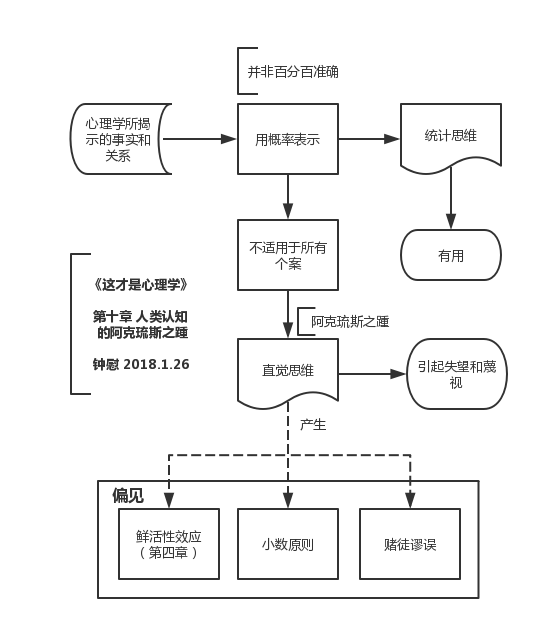 并非百分百准确
心理学所揭
示的事实和
关系
用概率表示
统计思维
不适用于所有
个案
有用
《这才是心理学》
第十章 人类认知
的阿克琉斯之踵
钟慰 2018.1.26
阿克琉斯之踵
直觉思维
引起失望和蔑
视
产生
偏见
鲜活性效应
（第四章）
小数原则
赌徒谬误